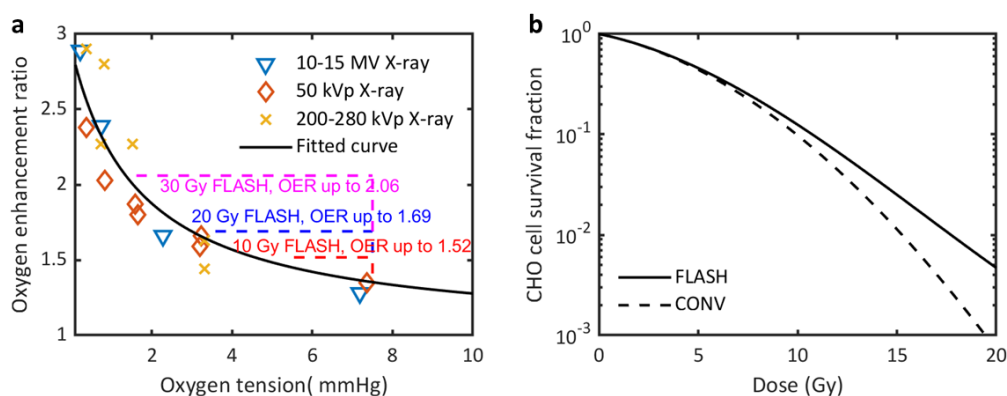 a
3
2.5
2
1.5
1
2
4
6
8
10
Oxygen enhancement ratio
Oxygen tension( mmHg)
10-15 MV X-ray
50 kVp X-ray
200-280 kVp X-ray
Fitted curve
30 Gy FLASH, OER up to 2.06
20 Gy FLASH, OER up to 1.69
10 Gy FLASH, OER up to 1.52
b
10^0
10^-1
10^-2
10^-3
0
5
10
15
20
CHO cell survival fraction
Dose (Gy)
FLASH
CONV